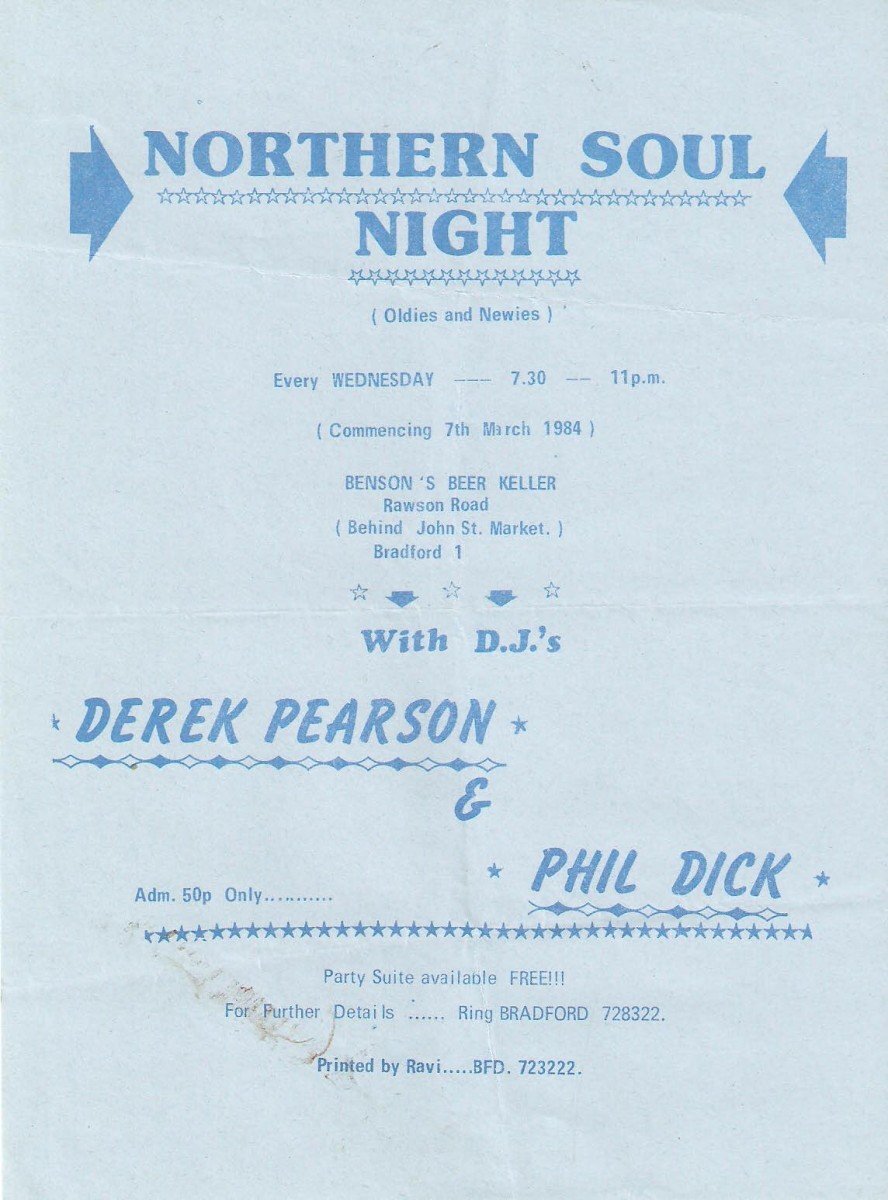 NORTHERN SOUL
NIGHT
( Oldies and Newies )
Every WEDNESDAY --- 7.30 -- 11p.m.
( Commencing 7th March 1984 )
BENSON'S BEER KELLER
Rawson Road
( Behind John St. Market. )
Bradford 1
With D.J.'s
DEREK PEARSON
&
PHIL DICK
Adm. 50p Only...........
Party Suite available FREE!!!
For Further Details ...... Ring BRADFORD 728322.
Printed by Ravi.....BFD. 723222.